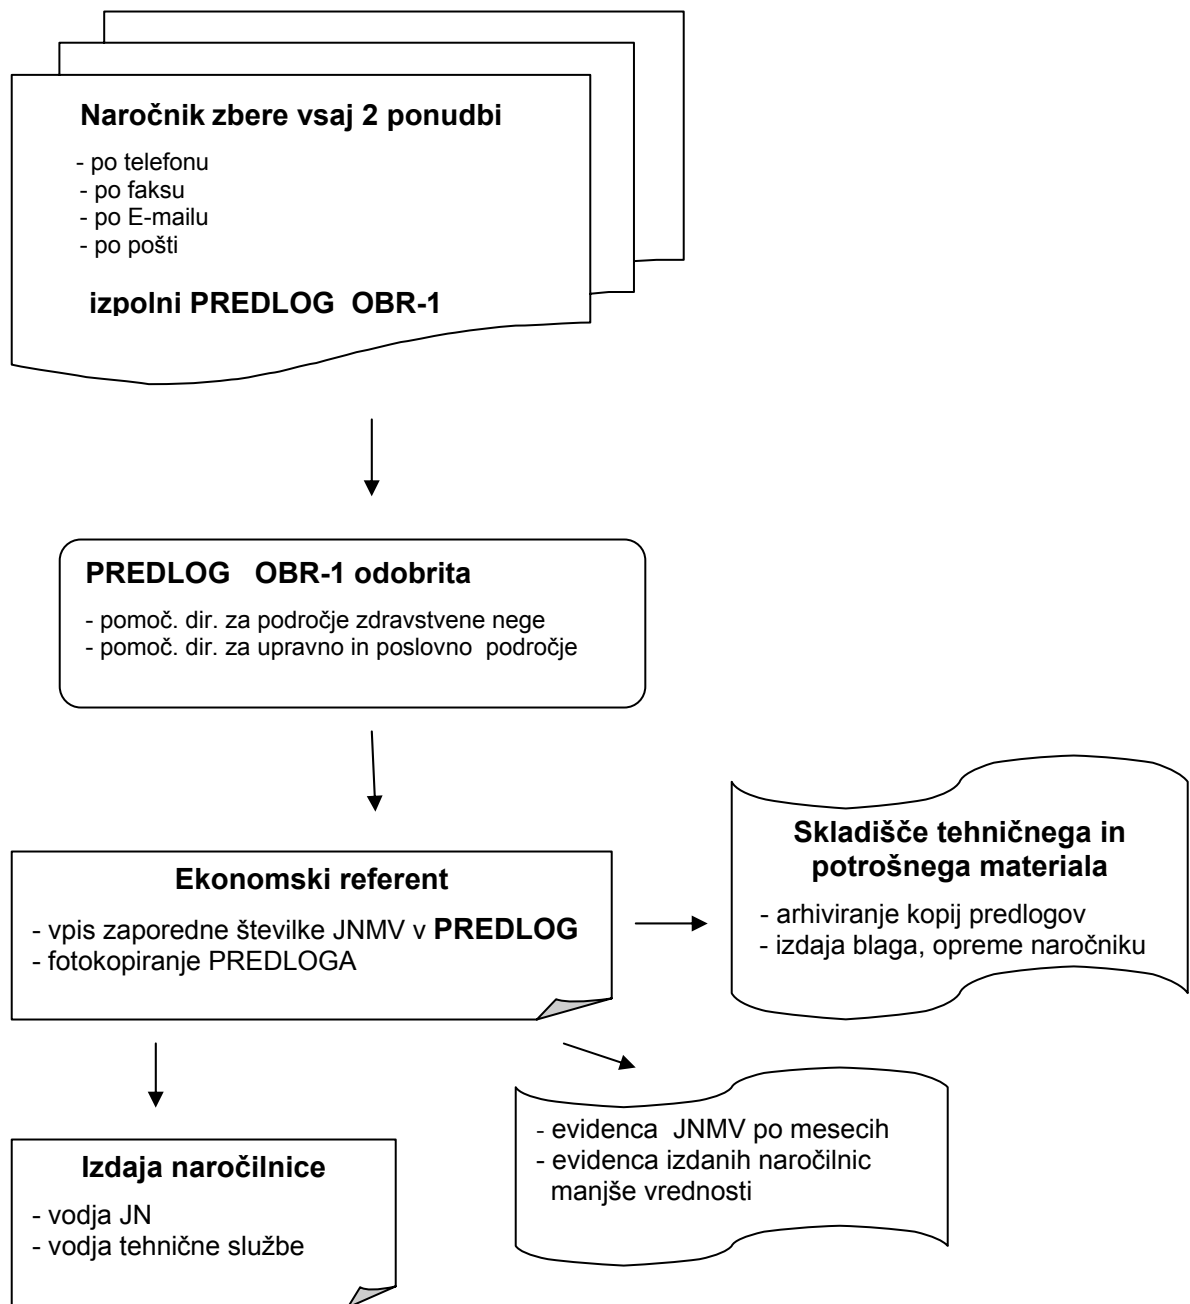 Naročnik zbere vsaj 2 ponudbi
- po telefonu
- po faksu
- po E-mailu
- po pošti
izpolni PREDLOG OBR-1
PREDLOG OBR-1 odobrita
- pomoč. dir. za področje zdravstvene nege
- pomoč. dir. za upravno in poslovno področje
Ekonomski referent
- vpis zaporedne številke JNMV v PREDLOG
- fotokopiranje PREDLOGA
Skladišče tehničnega in
potrošnega materiala
- arhiviranje kopij predlogov
- izdaja blaga, opreme naročniku
Izdaja naročilnice
- vodja JN
- vodja tehnične službe
- evidenca JNMV po mesecih
- evidenca izdanih naročilnic
manjše vrednosti